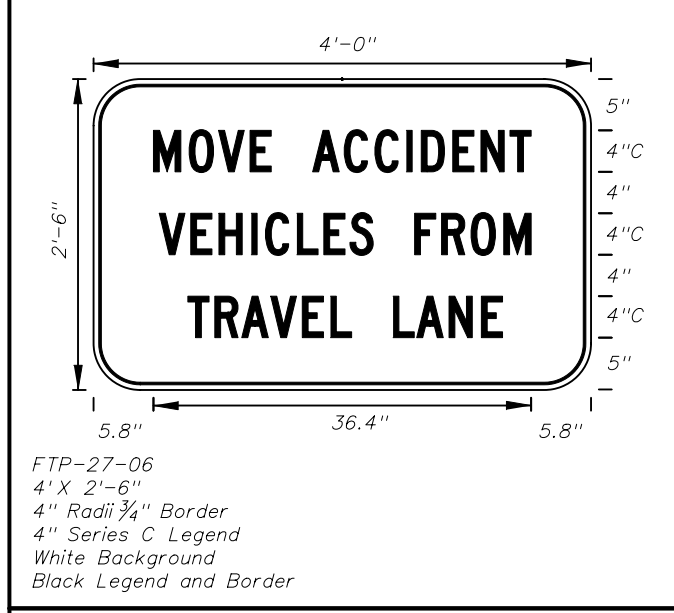 4'-0"
5"
MOVE ACCIDENT
4"C
4"
2'-6"
VEHICLES FROM
4"C
4"
TRAVEL LANE
4"C
5"
5.8"
36.4"
5.8"
FTP-27-06
4' X 2'-6"
4" Radii ¾" Border
4" Series C Legend
White Background
Black Legend and Border